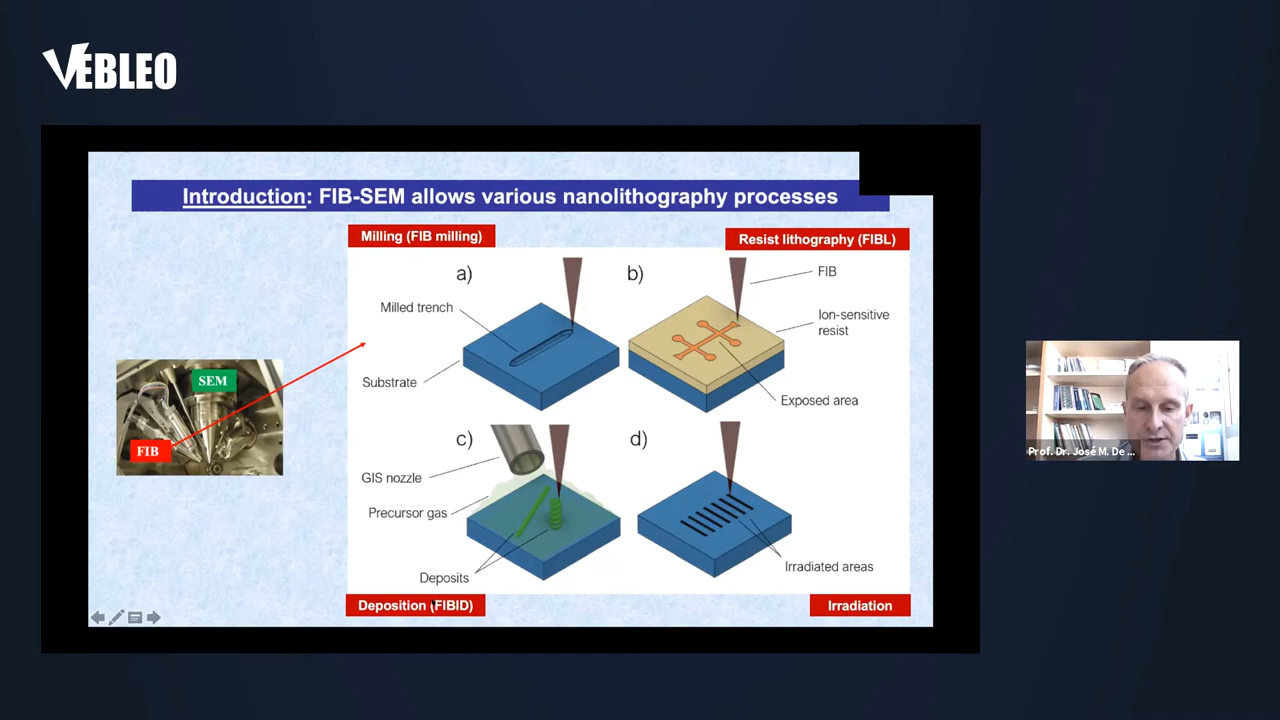 VEBLEO
Introduction: FIB-SEM allows various nanolithography processes
Milling (FIB milling)
Resist lithography (FIBL)
a)
b)
FIB
Milled trench
Ion-sensitive
resist
Substrate
Exposed area
SEM
FIB
c)
d)
GIS nozzle
Precursor gas
Deposits
Irradiated areas
Deposition (FIBID)
Irradiation
Prof. Dr. José M. De ...